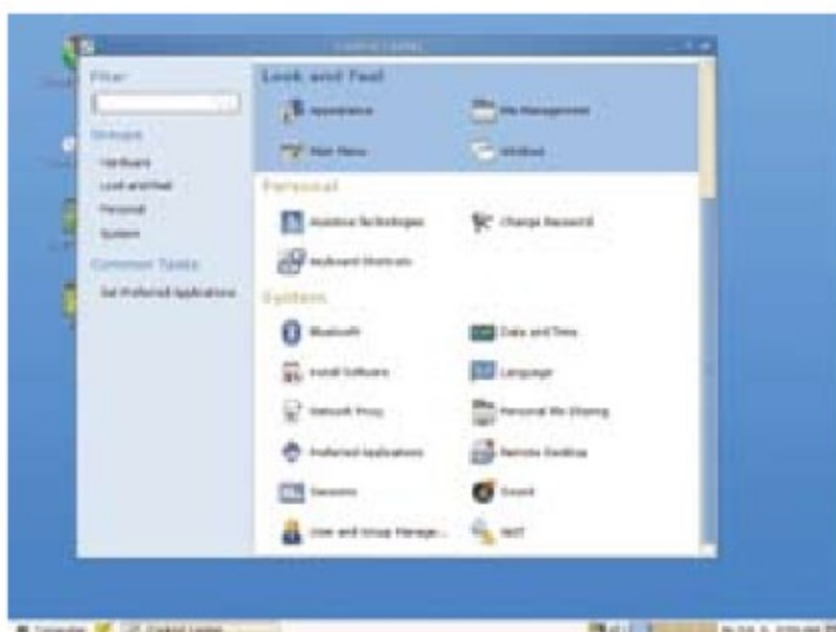 Control Center
Filter
Groups
Hardware
Look and Feel
Personal
System
Common Tasks
Set Preferred Applications
Look and Feel
Appearance
File Management
Main Menu
Windows
Personal
Assistive Technologies
Change Password
Keyboard Shortcuts
System
Bluetooth
Date and Time
Install Software
Language
Network Proxy
Personal File Sharing
Preferred Applications
Remote Desktop
Sessions
Sound
User and Group Manage...
YaST
Computer
Control Center